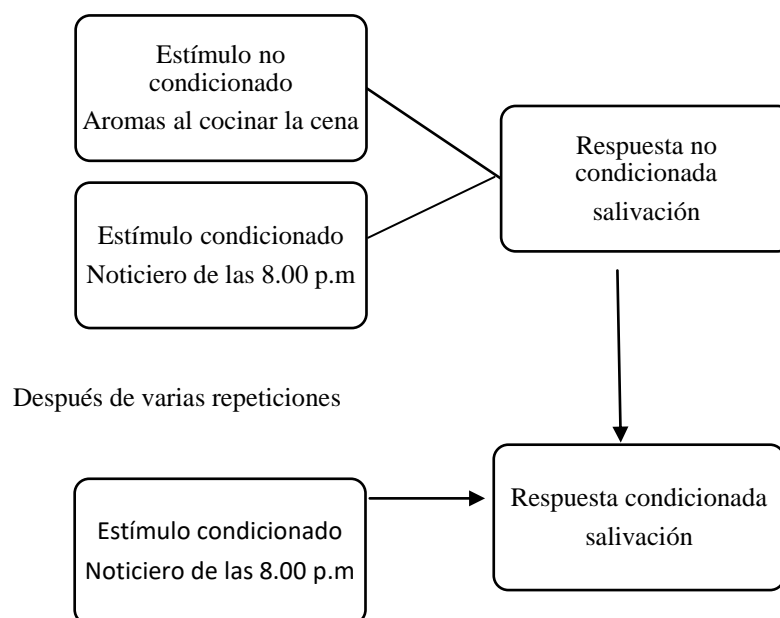 Estímulo no
condicionado
Aromas al cocinar la cena
Estímulo condicionado
Noticiero de las 8.00 p.m
Respuesta no
condicionada
salivación
Después de varias repeticiones
Estímulo condicionado
Noticiero de las 8.00 p.m
Respuesta condicionada
salivación